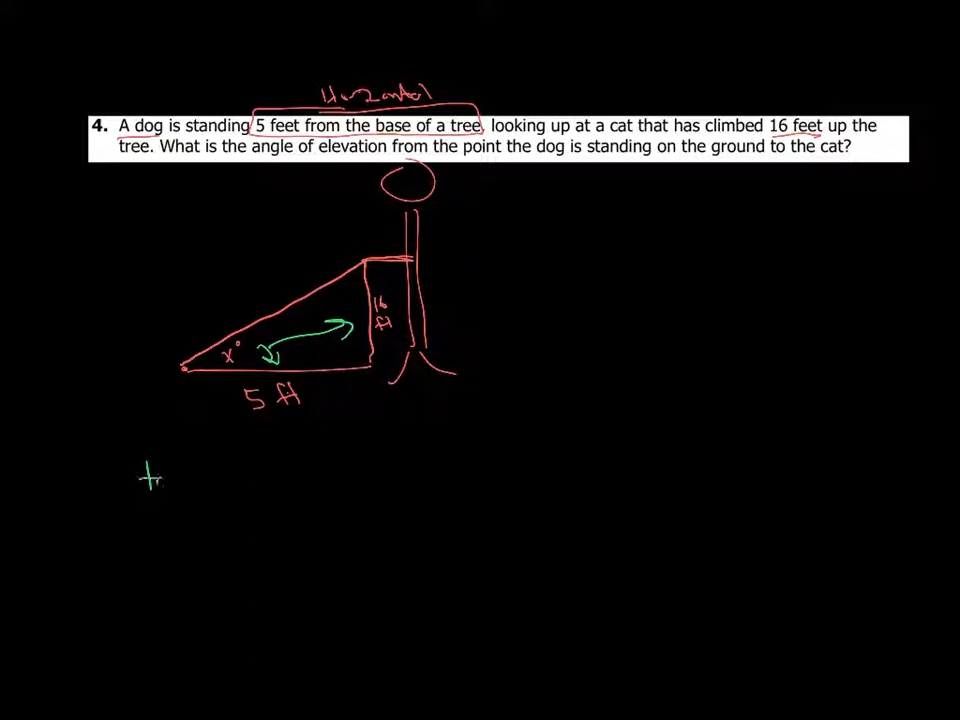 Horizontal
4. A dog is standing 5 feet from the base of a tree, looking up at a cat that has climbed 16 feet up the
tree. What is the angle of elevation from the point the dog is standing on the ground to the cat?
16
ft
x°
5 ft
t